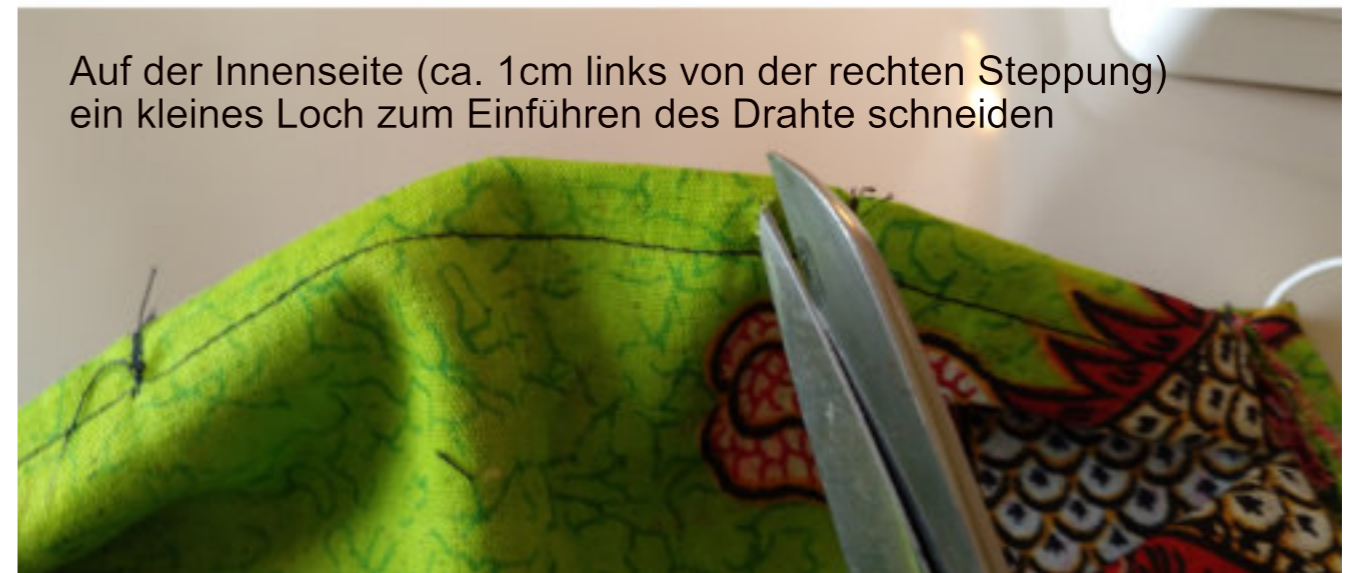 Auf der Innenseite (ca. 1cm links von der rechten Steppung)
ein kleines Loch zum Einführen des Drahte schneiden